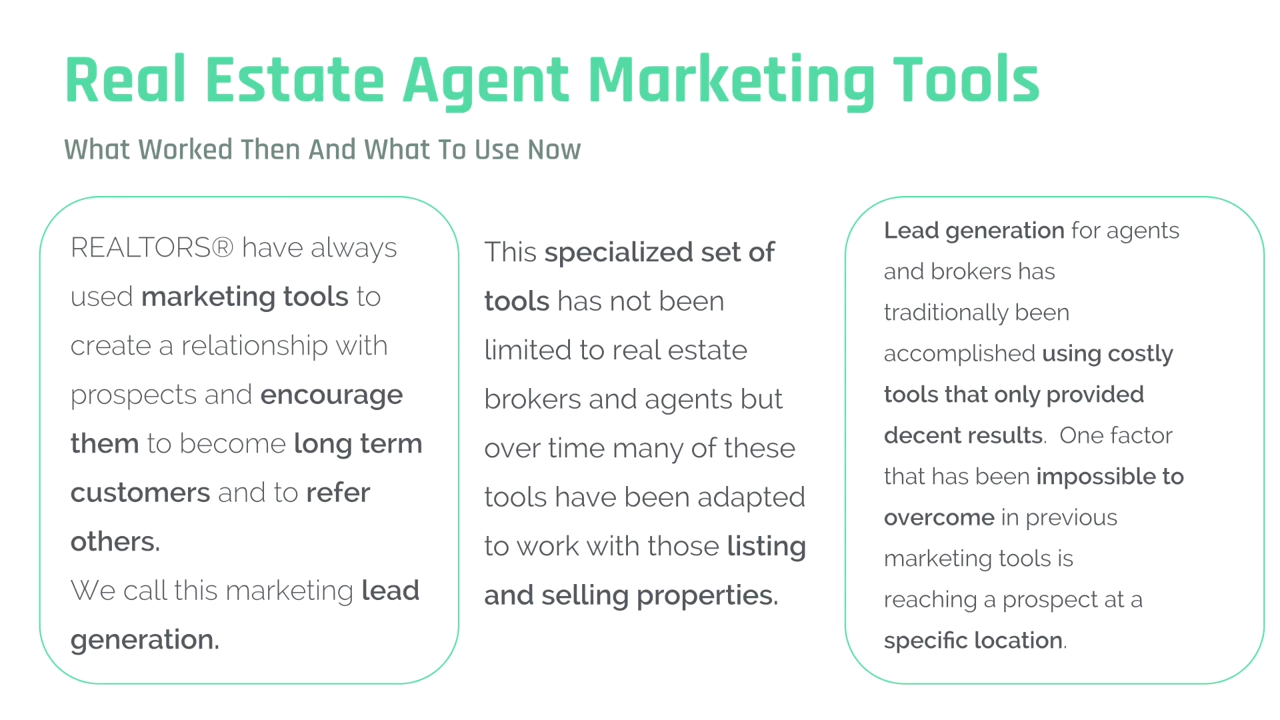 Real Estate Agent Marketing Tools
What Worked Then And What To Use Now
REALTORS® have always
used marketing tools to
create a relationship with
prospects and encourage
them to become long term
customers and to refer
others.
We call this marketing lead
generation.
This specialized set of
tools has not been
limited to real estate
brokers and agents but
over time many of these
tools have been adapted
to work with those listing
and selling properties.
Lead generation for agents
and brokers has
traditionally been
accomplished using costly
tools that only provided
decent results.  One factor
that has been impossible to
overcome in previous
marketing tools is
reaching a prospect at a
specific location.